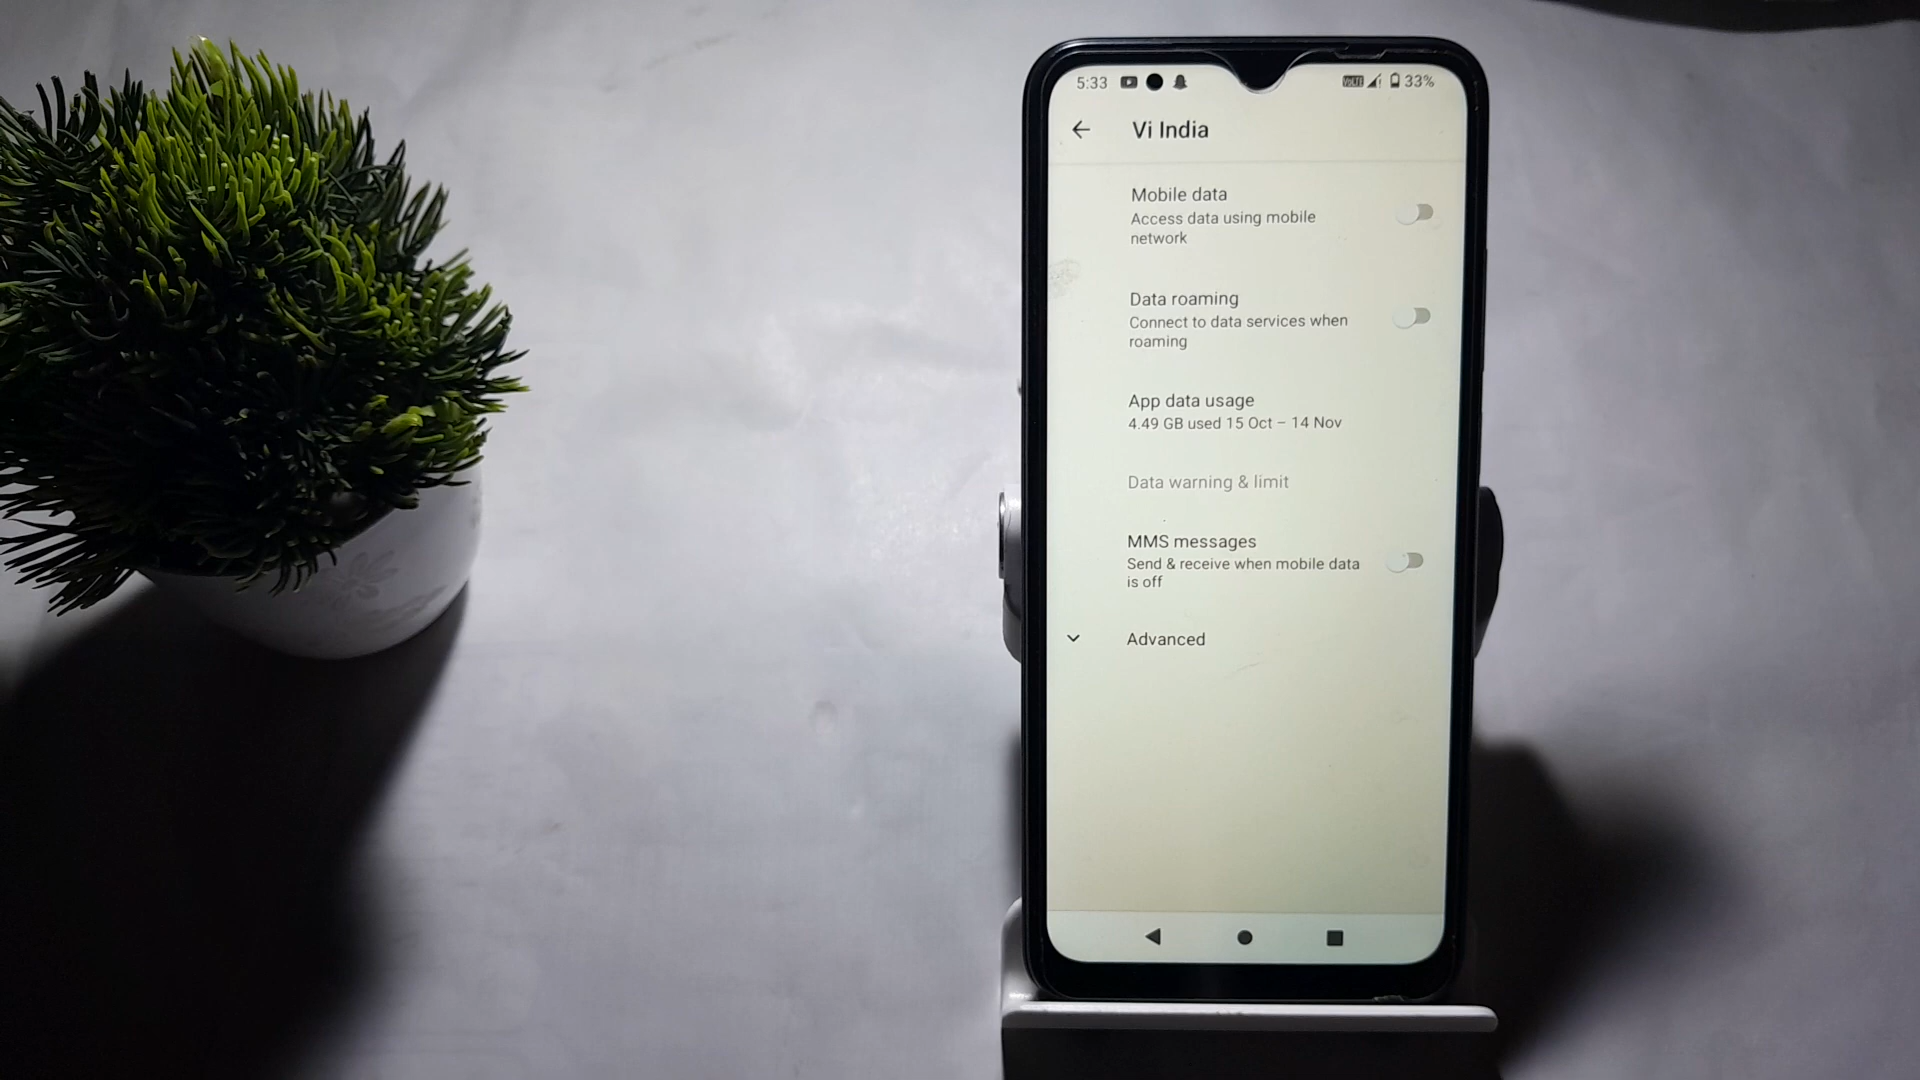 5:33
VoLTE 33%
Vi India
Mobile data
Access data using mobile
network
Data roaming
Connect to data services when
roaming
App data usage
4.49 GB used 15 Oct – 14 Nov
Data warning & limit
MMS messages
Send & receive when mobile data
is off
Advanced